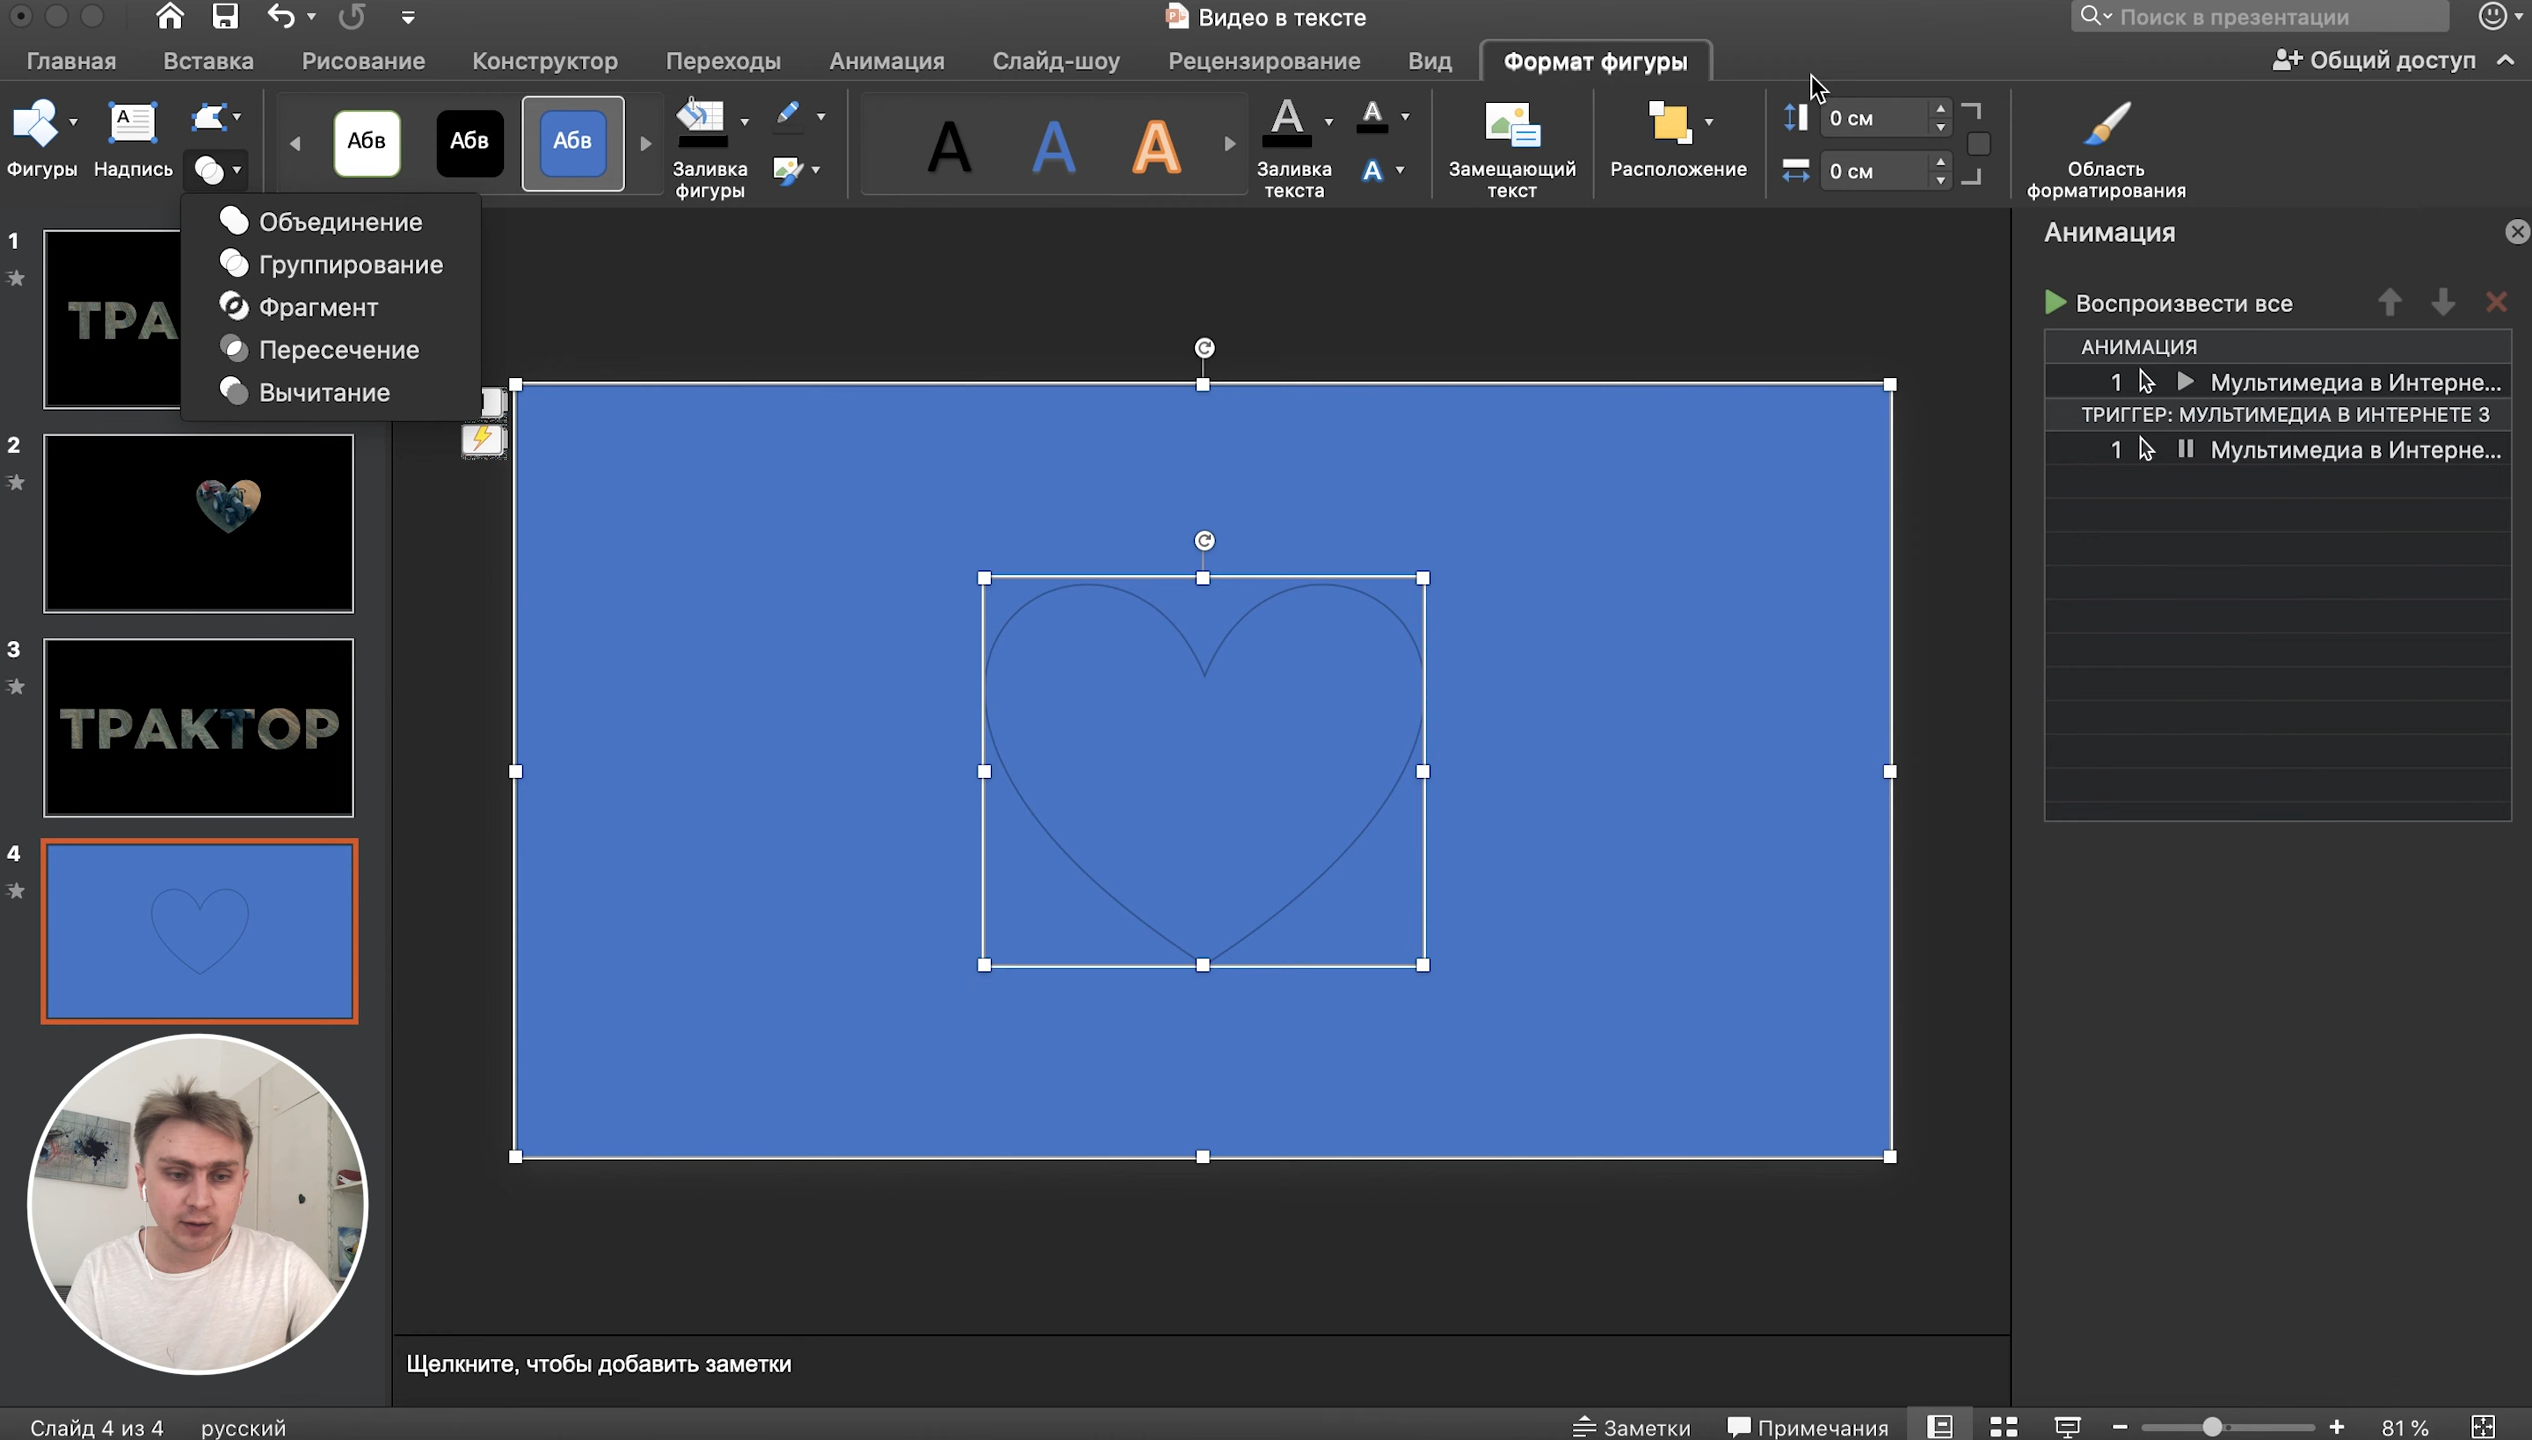 Видео в тексте
Поиск в презентации
Главная Вставка Рисование Конструктор Переходы Анимация Слайд-шоу Рецензирование Вид Формат фигуры Общий доступ
Фигуры
A
Надпись
Абв Абв Абв
Заливка
фигуры
A A A
A
Заливка
текста
A
A
Замещающий
текст
Расположение
0 см
0 см
Область
форматирования
Объединение
Группирование
Фрагмент
Пересечение
Вычитание
1
ТРА
2
3
ТРАКТОР
4
Анимация
Воспроизвести все
АНИМАЦИЯ
1 Мультимедиа в Интерне...
ТРИГГЕР: МУЛЬТИМЕДИА В ИНТЕРНЕТЕ 3
1 Мультимедиа в Интерне...
Щелкните, чтобы добавить заметки
Слайд 4 из 4 русский Заметки Примечания 81 %